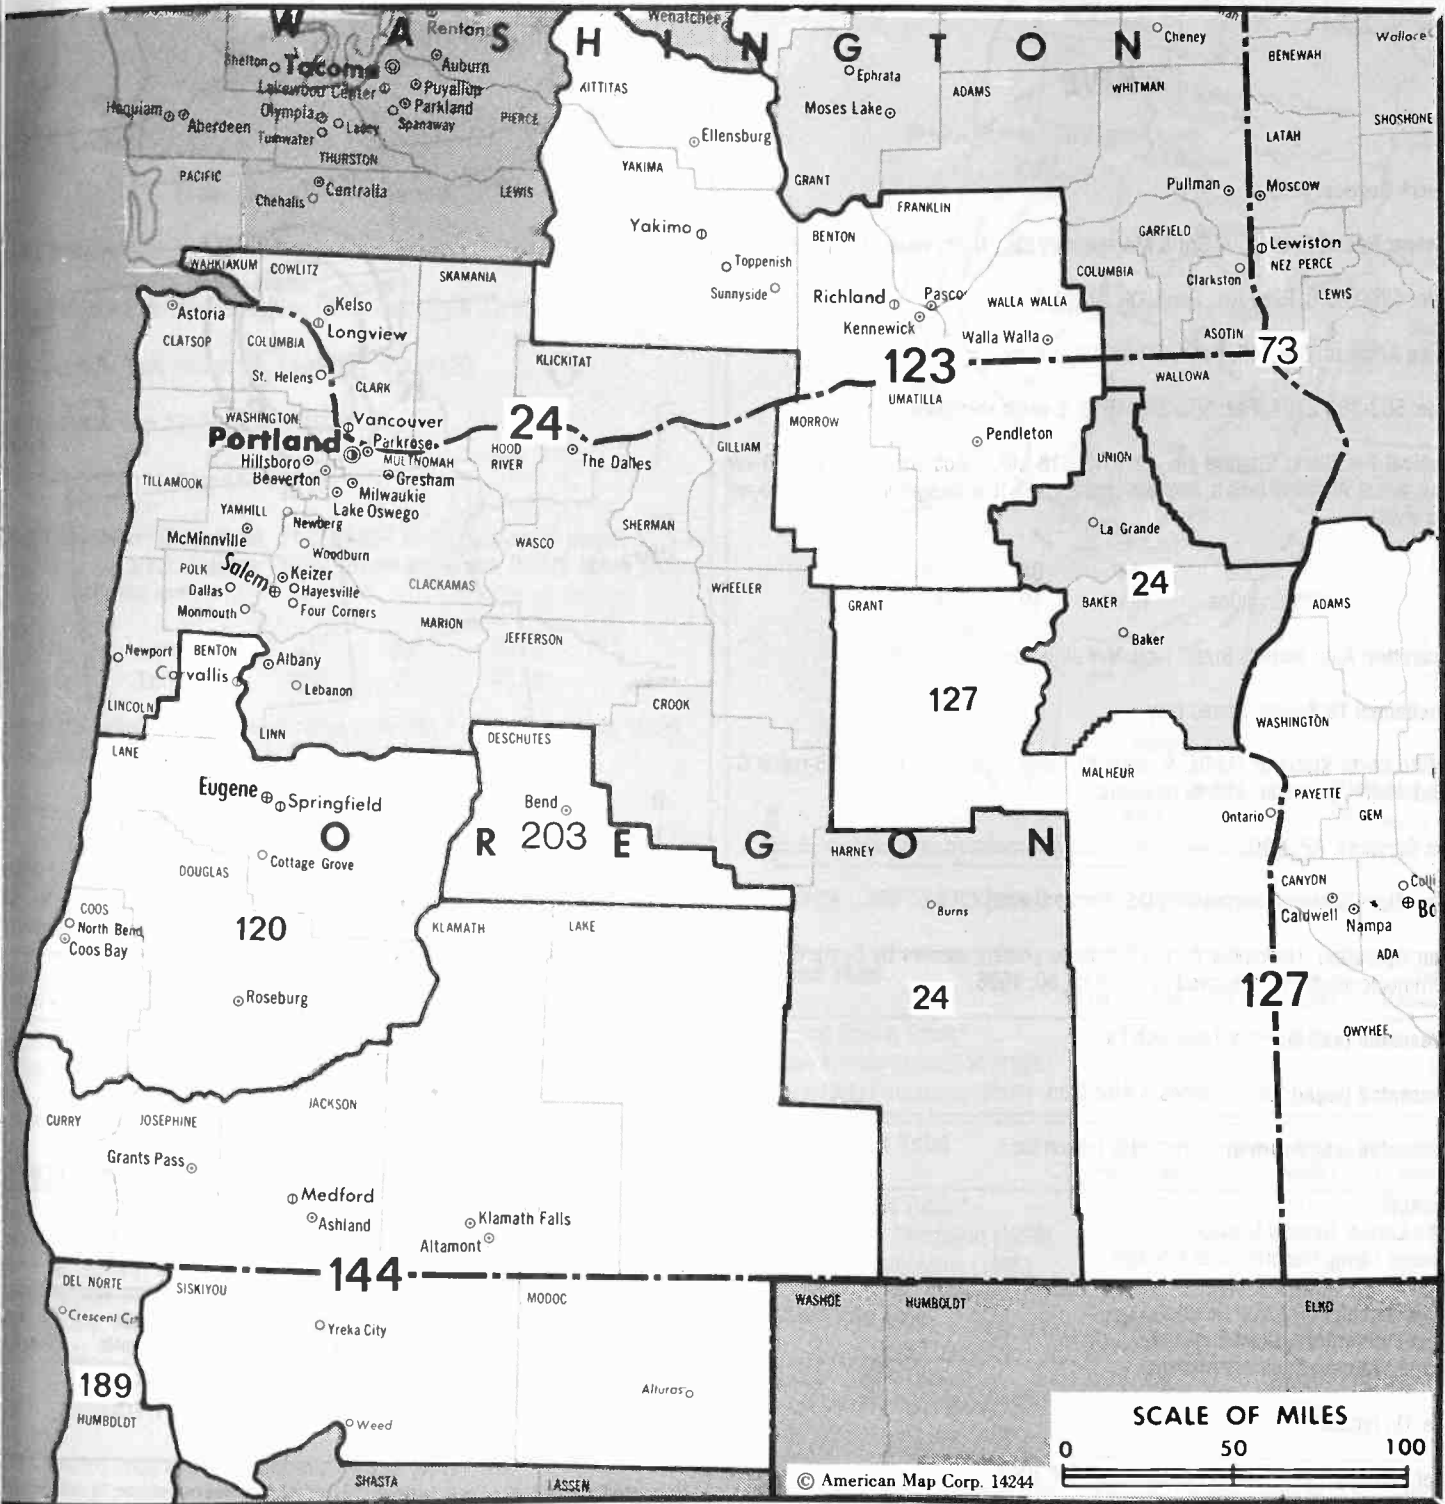 WASHINGTON
Renton
Wenatchee
Cheney
Wallace
Shelton
Tacoma
Auburn
Lakewood Center
Puyallup
Ephrata
BENEWAH
KITTITAS
ADAMS
WHITMAN
Hoquiam
Aberdeen
Olympia
Lacey
Parkland
Spanaway
Tumwater
PIERCE
Moses Lake
SHOSHONE
Ellensburg
LATAH
THURSTON
YAKIMA
PACIFIC
Centralia
Chehalis
LEWIS
GRANT
Pullman
Moscow
FRANKLIN
Yakima
BENTON
GARFIELD
Lewiston
NEZ PERCE
WAHKIAKUM
COWLITZ
SKAMANIA
Toppenish
Sunnyside
COLUMBIA
Clarkston
LEWIS
Richland
Pasco
WALLA WALLA
Kennewick
Walla Walla
ASOTIN
Astoria
Kelso
Longview
CLATSOP
COLUMBIA
KLICKITAT
123
73
St. Helens
CLARK
WALLOWA
UMATILLA
WASHINGTON
Vancouver
24
MORROW
Portland
Parkrose
HOOD
RIVER
The Dalles
GILLIAM
Pendleton
Hillsboro
MULTNOMAH
Beaverton
Gresham
UNION
TILLAMOOK
Milwaukie
Lake Oswego
YAMHILL
Newberg
McMinnville
Woodburn
SHERMAN
WASCO
La Grande
POLK
Salem
Keizer
Dallas
Hayesville
CLACKAMAS
WHEELER
24
Monmouth
Four Corners
MARION
GRANT
BAKER
ADAMS
Baker
JEFFERSON
Newport
BENTON
Albany
Corvallis
Lebanon
127
LINCOLN
CROOK
LINN
WASHINGTON
LANE
DESCHUTES
MALHEUR
Eugene
Springfield
Bend
PAYETTE
Ontario
GEM
OREGON
203
HARNEY
Cottage Grove
DOUGLAS
CANYON
Caldwell
Nampa
COOS
North Bend
Coos Bay
120
KLAMATH
LAKE
Burns
ADA
Roseburg
24
127
OWYHEE
CURRY
JOSEPHINE
JACKSON
Grants Pass
Medford
Ashland
Klamath Falls
Altamont
144
DEL NORTE
SISKIYOU
MODOC
WASHOE
HUMBOLDT
ELKO
Yreka City
189
Alturas
HUMBOLDT
Weed
SCALE OF MILES
0 50 100
SHASTA
LASSEN
© American Map Corp. 14244